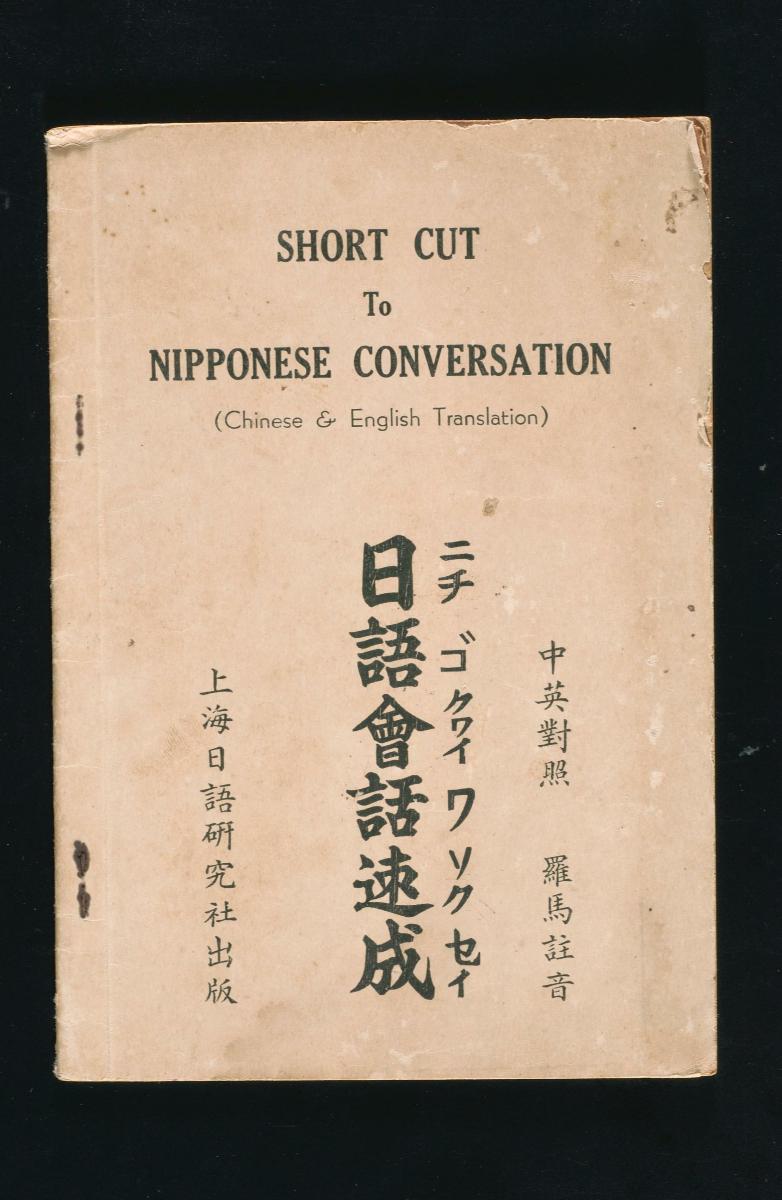 SHORT CUT
To
NIPPONESE CONVERSATION
(Chinese & English Translation)
中英對照 羅馬註音
ニチ ゴ クワイ ワ ソク セイ
日語會話速成
上海日語研究社出版